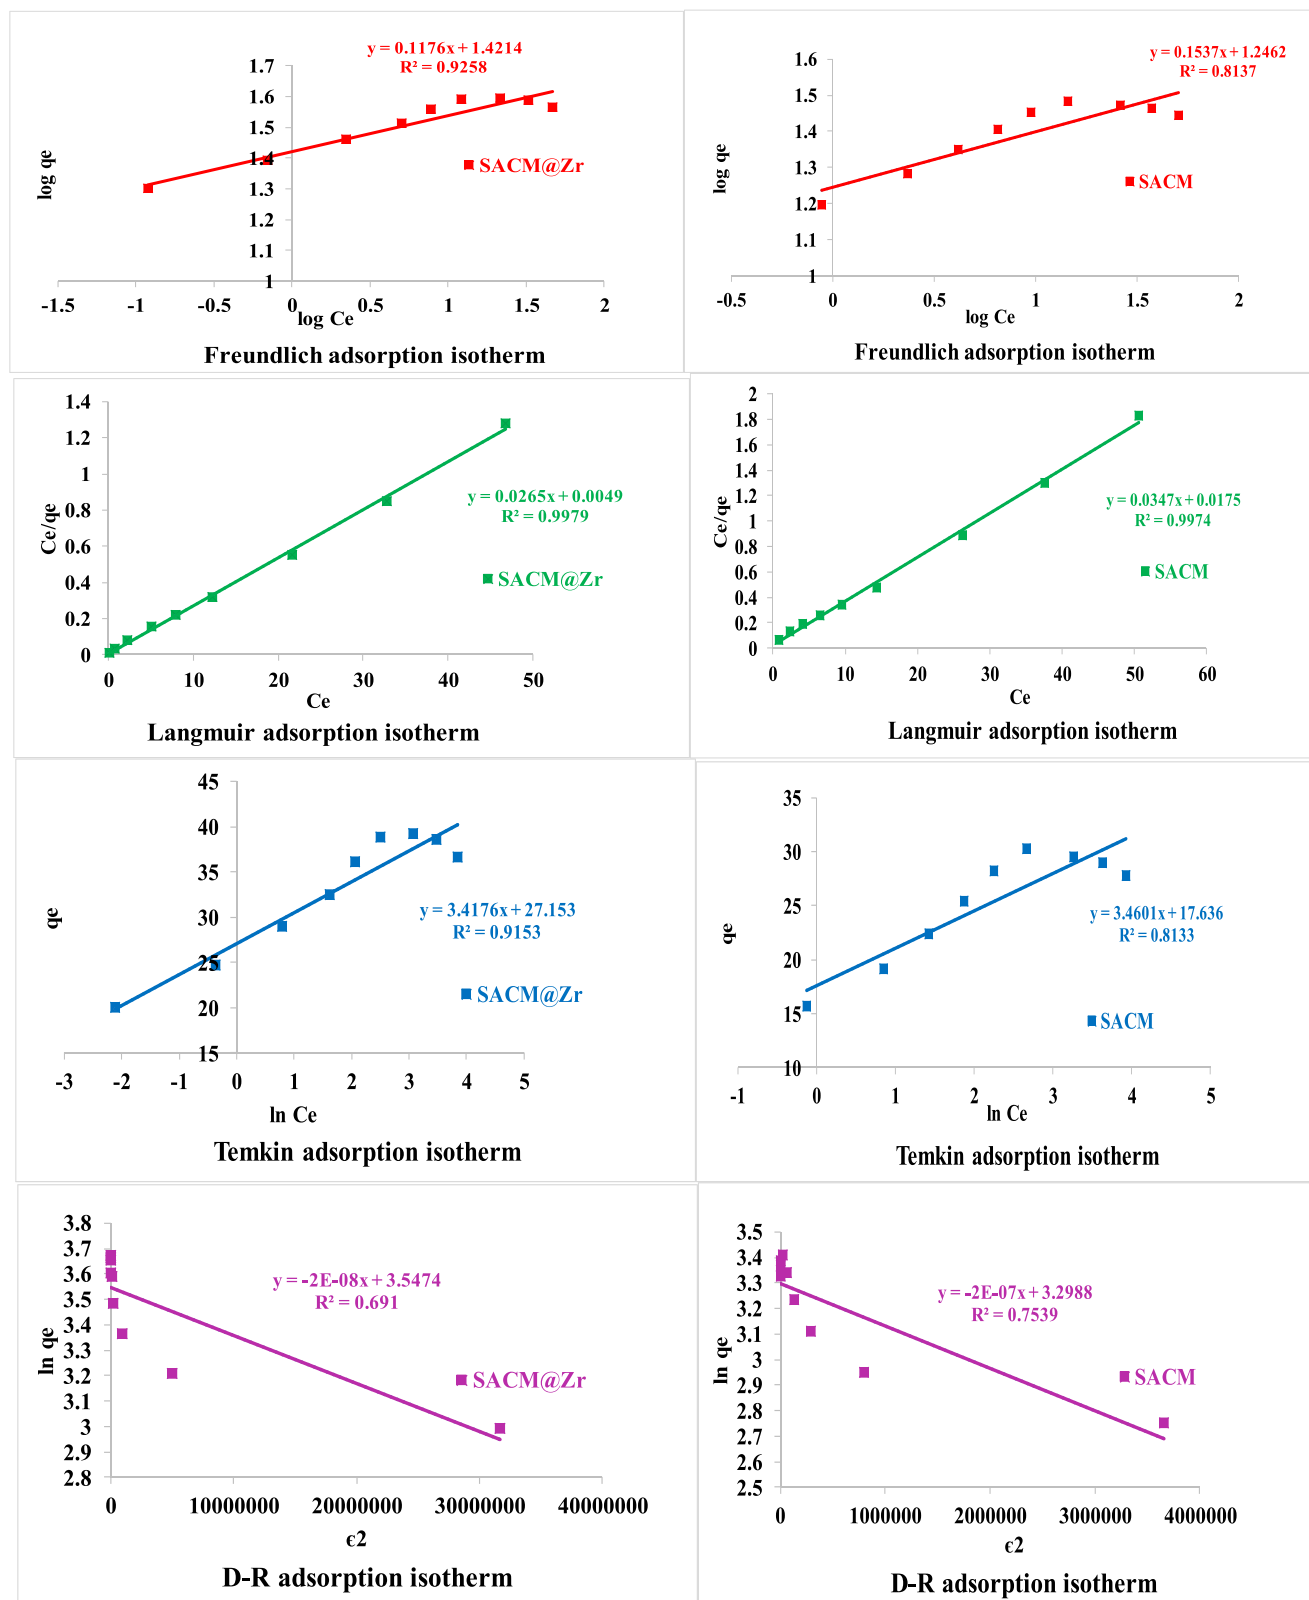 y = 0.1176x + 1.4214
R² = 0.9258
1.7
1.6
1.5
1.4
1.3
1.2
1.1
1
log qe
SACM@Zr
-1.5 -1 -0.5 0 0.5 1 1.5 2
log Ce
Freundlich adsorption isotherm
y = 0.1537x + 1.2462
R² = 0.8137
1.6
1.5
1.4
1.3
1.2
1.1
1
log qe
SACM
-0.5 0 0.5 1 1.5 2
log Ce
Freundlich adsorption isotherm
1.4
1.2
1
0.8
0.6
0.4
0.2
0
Ce/qe
y = 0.0265x + 0.0049
R² = 0.9979
SACM@Zr
0 10 20 30 40 50
Ce
Langmuir adsorption isotherm
2
1.8
1.6
1.4
1.2
1
0.8
0.6
0.4
0.2
0
Ce/qe
y = 0.0347x + 0.0175
R² = 0.9974
SACM
0 10 20 30 40 50 60
Ce
Langmuir adsorption isotherm
45
40
35
30
25
20
15
qe
y = 3.4176x + 27.153
R² = 0.9153
SACM@Zr
-3 -2 -1 0 1 2 3 4 5
ln Ce
Temkin adsorption isotherm
35
30
25
20
15
10
qe
y = 3.4601x + 17.636
R² = 0.8133
SACM
-1 0 1 2 3 4 5
ln Ce
Temkin adsorption isotherm
3.8
3.7
3.6
3.5
3.4
3.3
3.2
3.1
3
2.9
2.8
ln qe
y = -2E-08x + 3.5474
R² = 0.691
SACM@Zr
0 10000000 20000000 30000000 40000000
ϵ2
D-R adsorption isotherm
3.5
3.4
3.3
3.2
3.1
3
2.9
2.8
2.7
2.6
2.5
ln qe
y = -2E-07x + 3.2988
R² = 0.7539
SACM
0 1000000 2000000 3000000 4000000
ϵ2
D-R adsorption isotherm